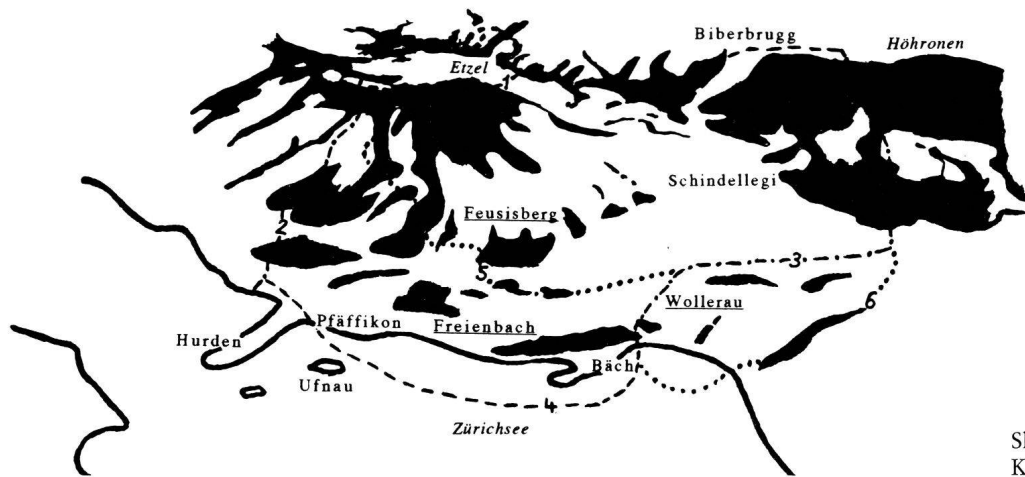 Biberbrugg
Höhronen
Etzel
1
Schindellegi
Feusisberg
2
5
3
Wollerau
6
Hurden
Pfäffikon
Freienbach
Bäch
Ufnau
4
Zürichsee